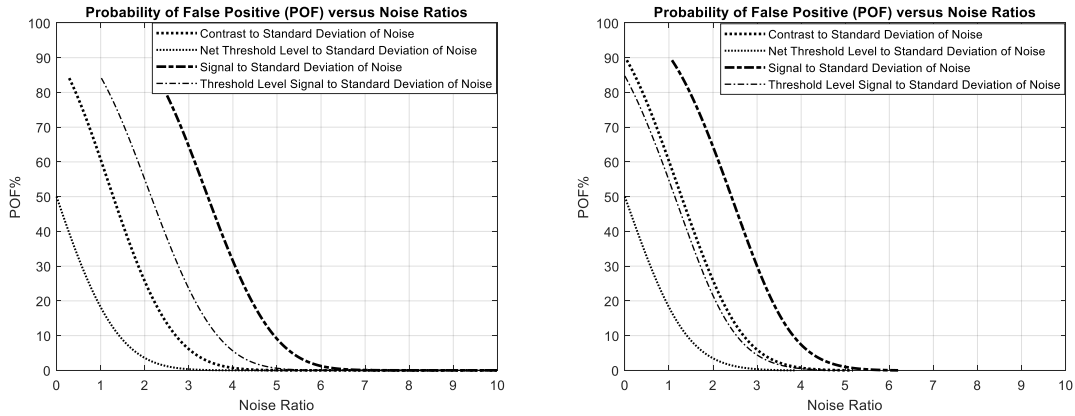 Probability of False Positive (POF) versus Noise Ratios
Contrast to Standard Deviation of Noise
Net Threshold Level to Standard Deviation of Noise
Signal to Standard Deviation of Noise
Threshold Level Signal to Standard Deviation of Noise
POF%
100
90
80
70
60
50
40
30
20
10
0
0 1 2 3 4 5 6 7 8 9 10
Noise Ratio
Probability of False Positive (POF) versus Noise Ratios
Contrast to Standard Deviation of Noise
Net Threshold Level to Standard Deviation of Noise
Signal to Standard Deviation of Noise
Threshold Level Signal to Standard Deviation of Noise
POF%
100
90
80
70
60
50
40
30
20
10
0
0 1 2 3 4 5 6 7 8 9 10
Noise Ratio